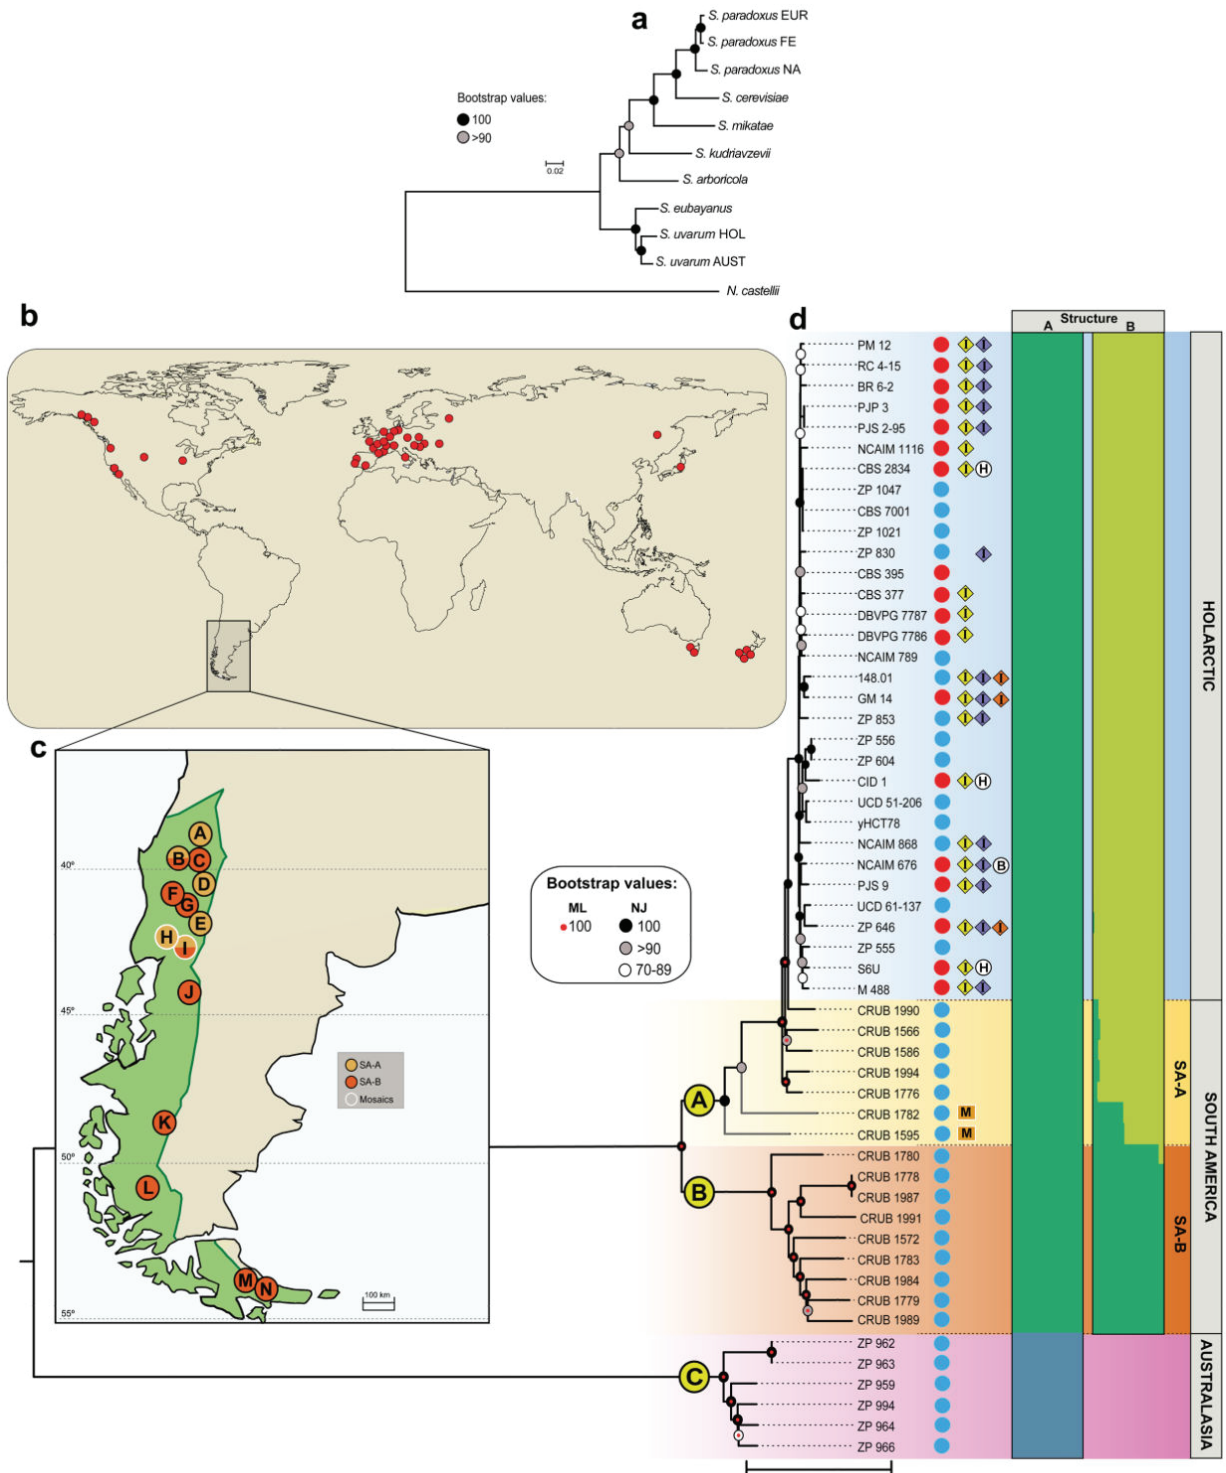 a
S. paradoxus EUR
S. paradoxus FE
S. paradoxus NA
S. cerevisiae
S. mikatae
S. kudriavzevii
S. arboricola
S. eubayanus
S. uvarum HOL
S. uvarum AUST
N. castellii
Bootstrap values:
100
>90
0.02
b
c
A
B
C
D
F
G
E
H
I
J
K
L
M
N
40º
45º
50º
55º
SA-A
SA-B
Mosaics
100 km
d
Structure
A B
Bootstrap values:
ML NJ
100 100
>90
70-89
PM 12 I I
RC 4-15 I I
BR 6-2 I I
PJP 3 I I
PJS 2-95 I I
NCAIM 1116 I
CBS 2834 I H
ZP 1047
CBS 7001
ZP 1021
ZP 830 I
CBS 395
CBS 377 I
DBVPG 7787 I
DBVPG 7786 I
NCAIM 789
148.01 I I I
GM 14 I I I
ZP 853 I I
ZP 556
ZP 604
CID 1 I H
UCD 51-206
yHCT78
NCAIM 868 I I
NCAIM 676 I I B
PJS 9 I I
UCD 61-137
ZP 646 I I I
ZP 555
S6U I H
M 488 I I
CRUB 1990
CRUB 1566
CRUB 1586
CRUB 1994
CRUB 1776
CRUB 1782 M
CRUB 1595 M
CRUB 1780
CRUB 1778
CRUB 1987
CRUB 1991
CRUB 1572
CRUB 1783
CRUB 1984
CRUB 1779
CRUB 1989
ZP 962
ZP 963
ZP 959
ZP 994
ZP 964
ZP 966
A
B
C
HOLARCTIC
SA-A
SA-B
SOUTH AMERICA
AUSTRALASIA